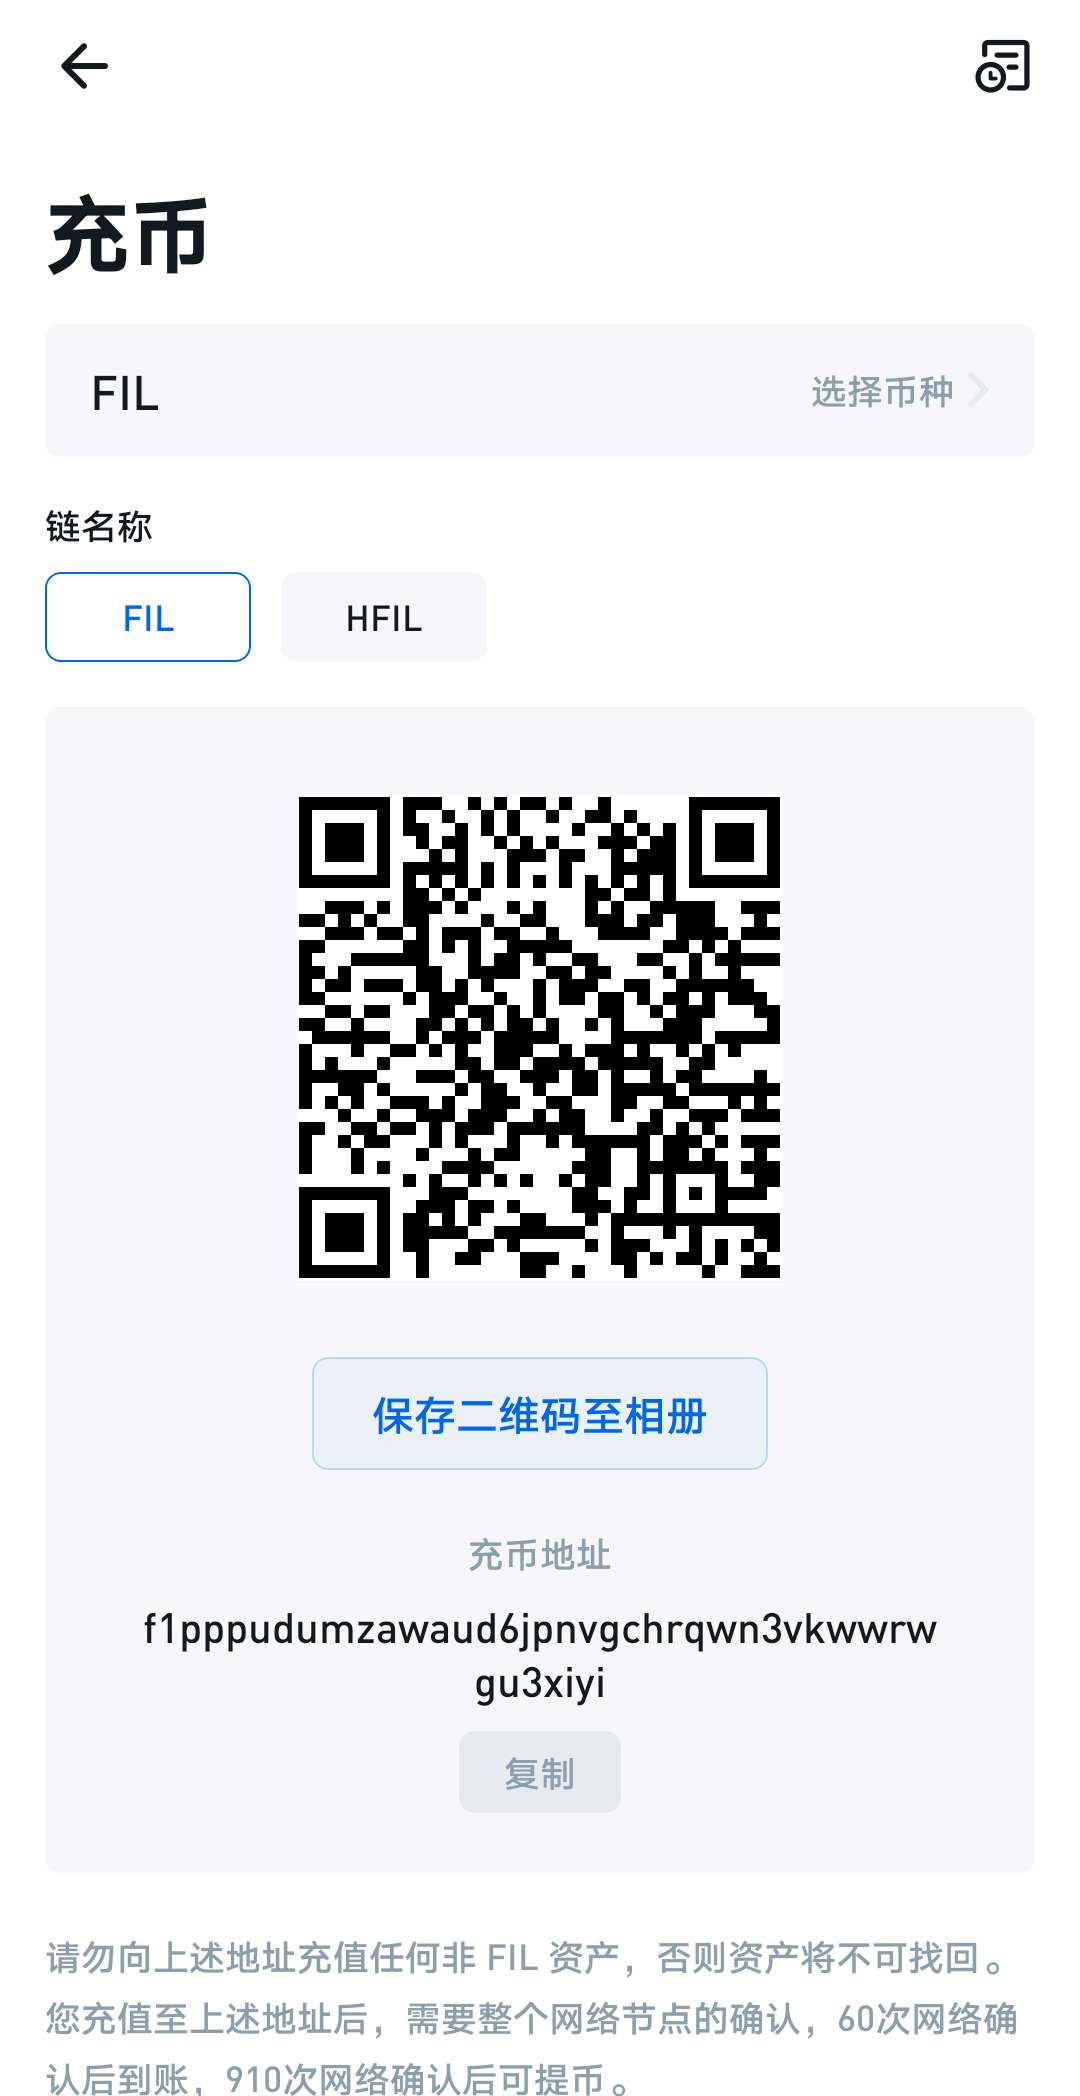 充币
FIL 选择币种
链名称
FIL HFIL
保存二维码至相册
充币地址
f1pppudumzawaud6jpnvgchrqwn3vkwwrw
gu3xiyi
复制
请勿向上述地址充值任何非 FIL 资产，否则资产将不可找回。
您充值至上述地址后，需要整个网络节点的确认，60次网络确
认后到账，910次网络确认后可提币。